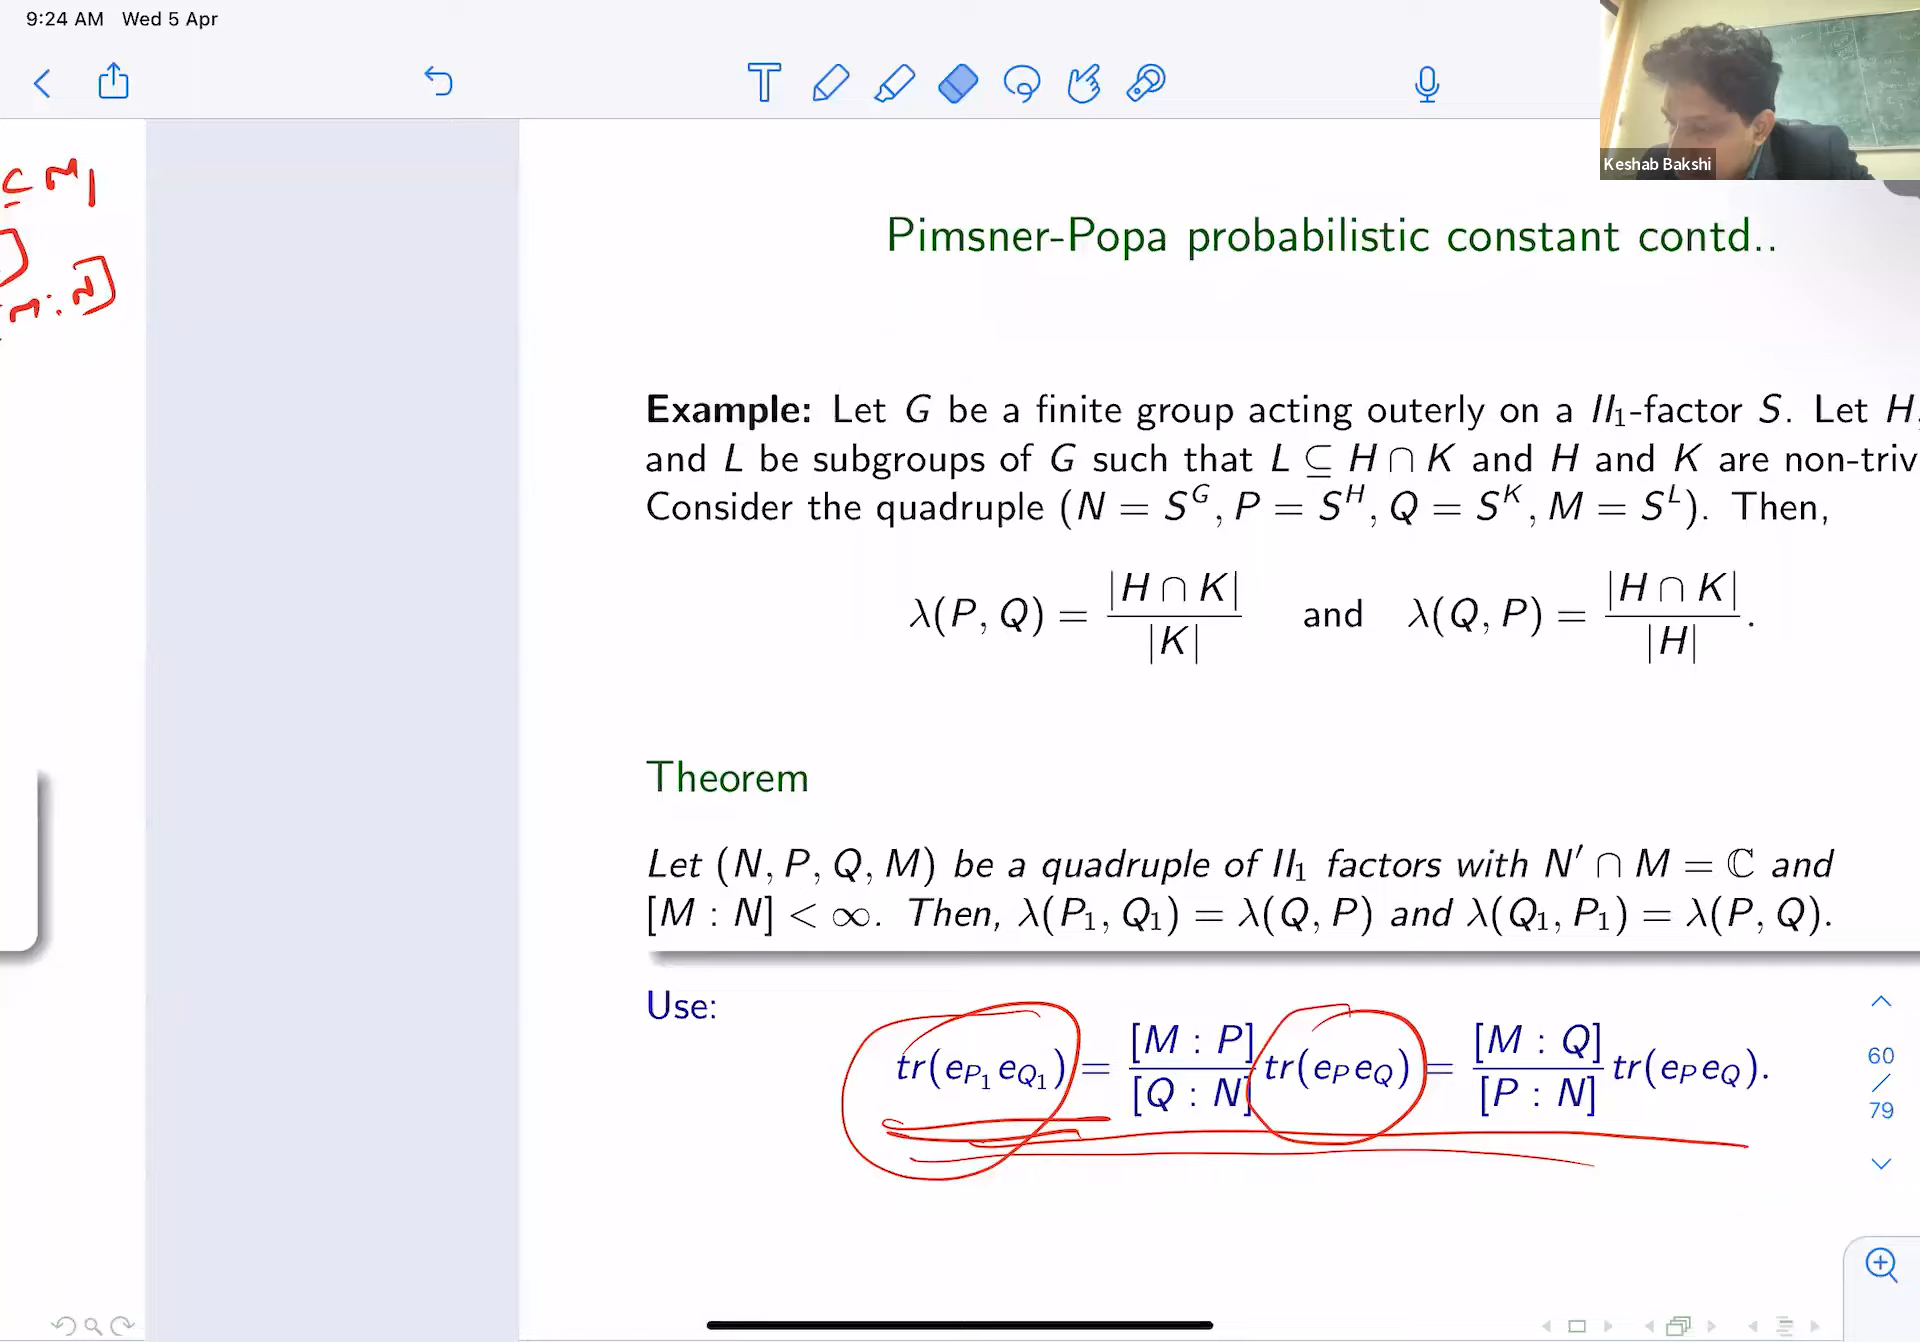 9:24 AM Wed 5 Apr
T
Keshab Bakshi
⊆ M₁
]
M : N]
Pimsner-Popa probabilistic constant contd..
Example: Let G be a finite group acting outerly on a II₁-factor S. Let H,
and L be subgroups of G such that L ⊆ H ∩ K and H and K are non-triv
Consider the quadruple (N = S^G, P = S^H, Q = S^K, M = S^L). Then,
λ(P, Q) = |H ∩ K| / |K| and λ(Q, P) = |H ∩ K| / |H|.
Theorem
Let (N, P, Q, M) be a quadruple of II₁ factors with N′ ∩ M = ℂ and
[M : N] < ∞. Then, λ(P₁, Q₁) = λ(Q, P) and λ(Q₁, P₁) = λ(P, Q).
Use:
tr(e_{P₁} e_{Q₁}) = [M : P] / [Q : N] tr(e_P e_Q) = [M : Q] / [P : N] tr(e_P e_Q).
60
/
79